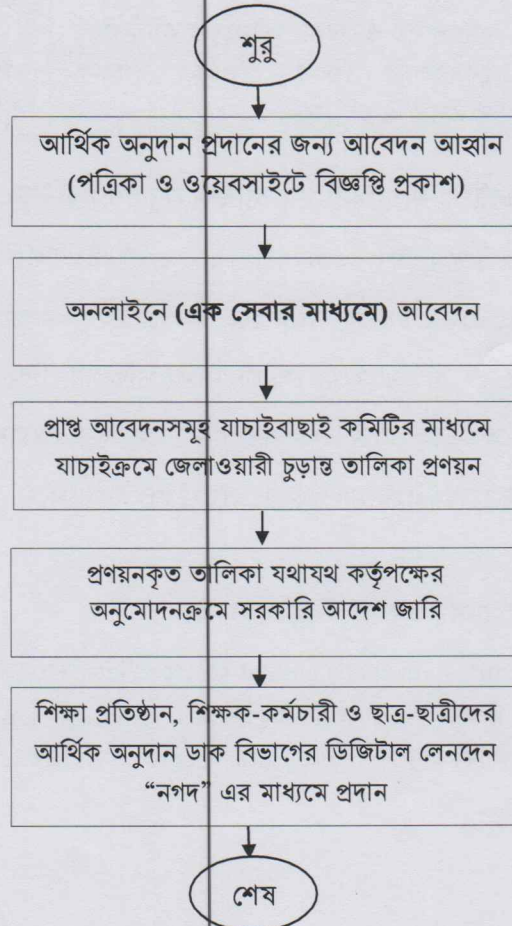 শুরু
আর্থিক অনুদান প্রদানের জন্য আবেদন আহ্বান
(পত্রিকা ও ওয়েবসাইটে বিজ্ঞপ্তি প্রকাশ)
অনলাইনে (এক সেবার মাধ্যমে) আবেদন
প্রাপ্ত আবেদনসমূহ যাচাইবাছাই কমিটির মাধ্যমে
যাচাইক্রমে জেলাওয়ারী চুড়ান্ত তালিকা প্রণয়ন
প্রণয়নকৃত তালিকা যথাযথ কর্তৃপক্ষের
অনুমোদনক্রমে সরকারি আদেশ জারি
শিক্ষা প্রতিষ্ঠান, শিক্ষক-কর্মচারী ও ছাত্র-ছাত্রীদের
আর্থিক অনুদান ডাক বিভাগের ডিজিটাল লেনদেন
“নগদ” এর মাধ্যমে প্রদান
শেষ